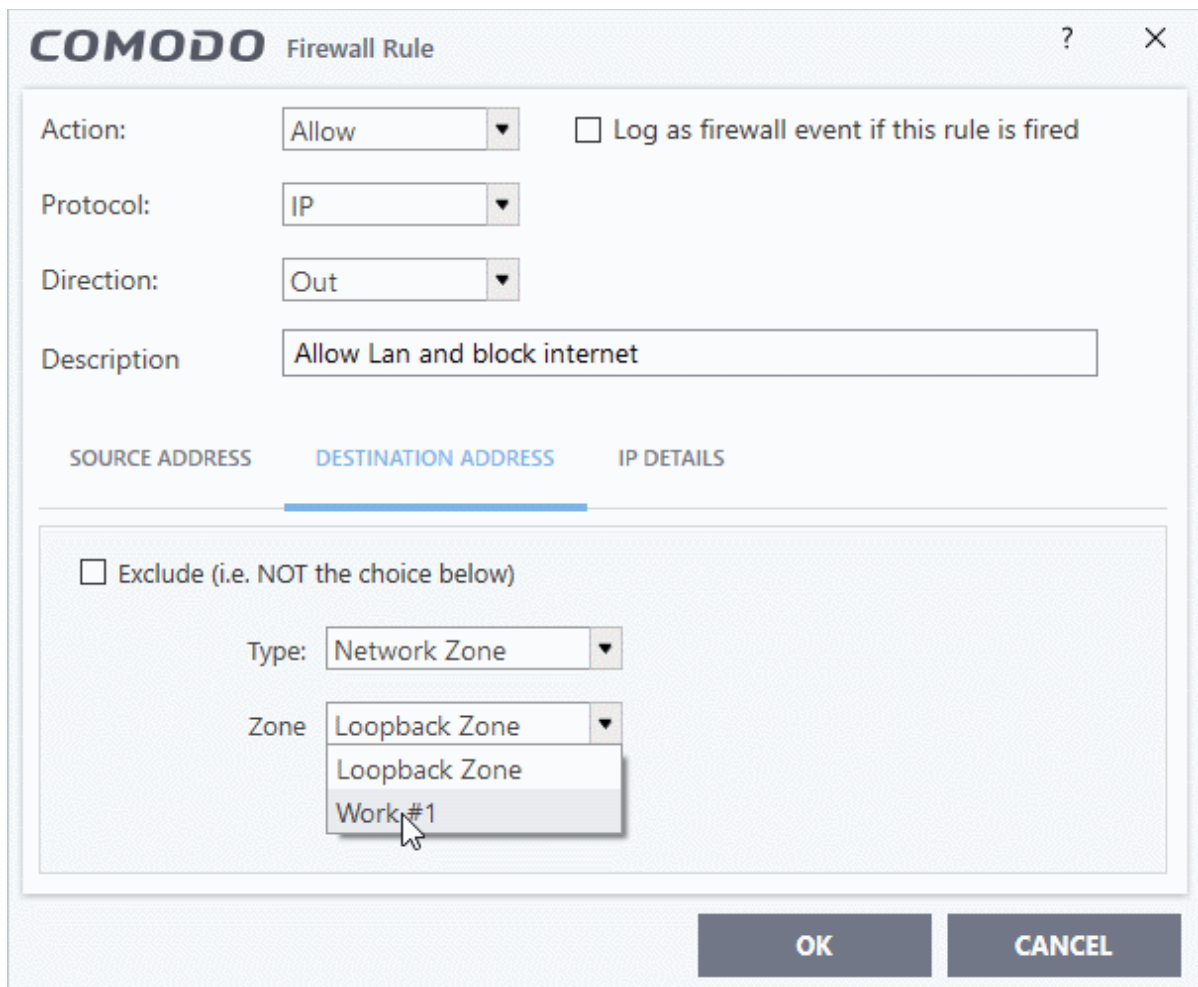 COMODO Firewall Rule ?
Action: Allow Log as firewall event if this rule is fired
Protocol: IP
Direction: Out
Description Allow Lan and block internet
SOURCE ADDRESS DESTINATION ADDRESS IP DETAILS
Exclude (i.e. NOT the choice below)
Type: Network Zone
Zone Loopback Zone
Loopback Zone
Work #1
OK CANCEL